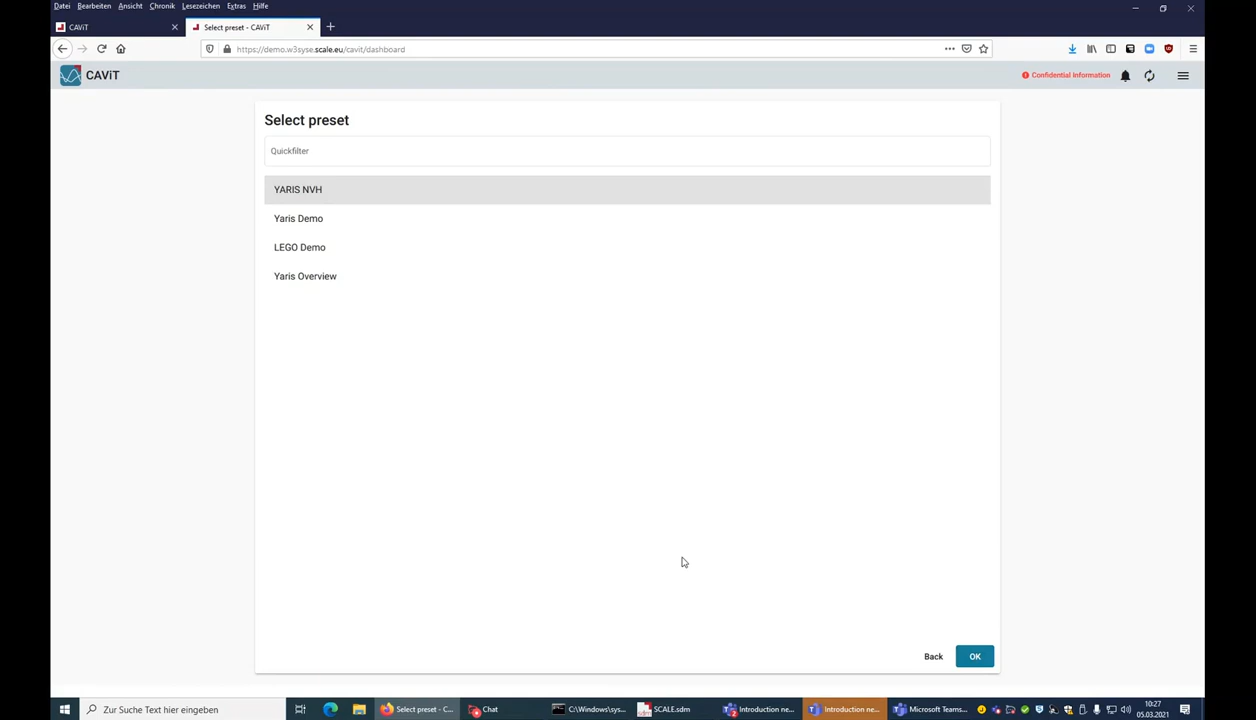 Datei Bearbeiten Ansicht Chronik Lesezeichen Extras Hilfe
CAViT
Select preset - CAViT
https://demo.w3syse.scale.eu/cavit/dashboard
CAViT
Confidential Information
Select preset
Quickfilter
YARIS NVH
Yaris Demo
LEGO Demo
Yaris Overview
Back
OK
Zur Suche Text hier eingeben
Select preset - C...
Chat
C:\Windows\sys...
SCALE.sdm
Introduction ne...
Introduction ne...
Microsoft Teams...
10:27
05.03.2021